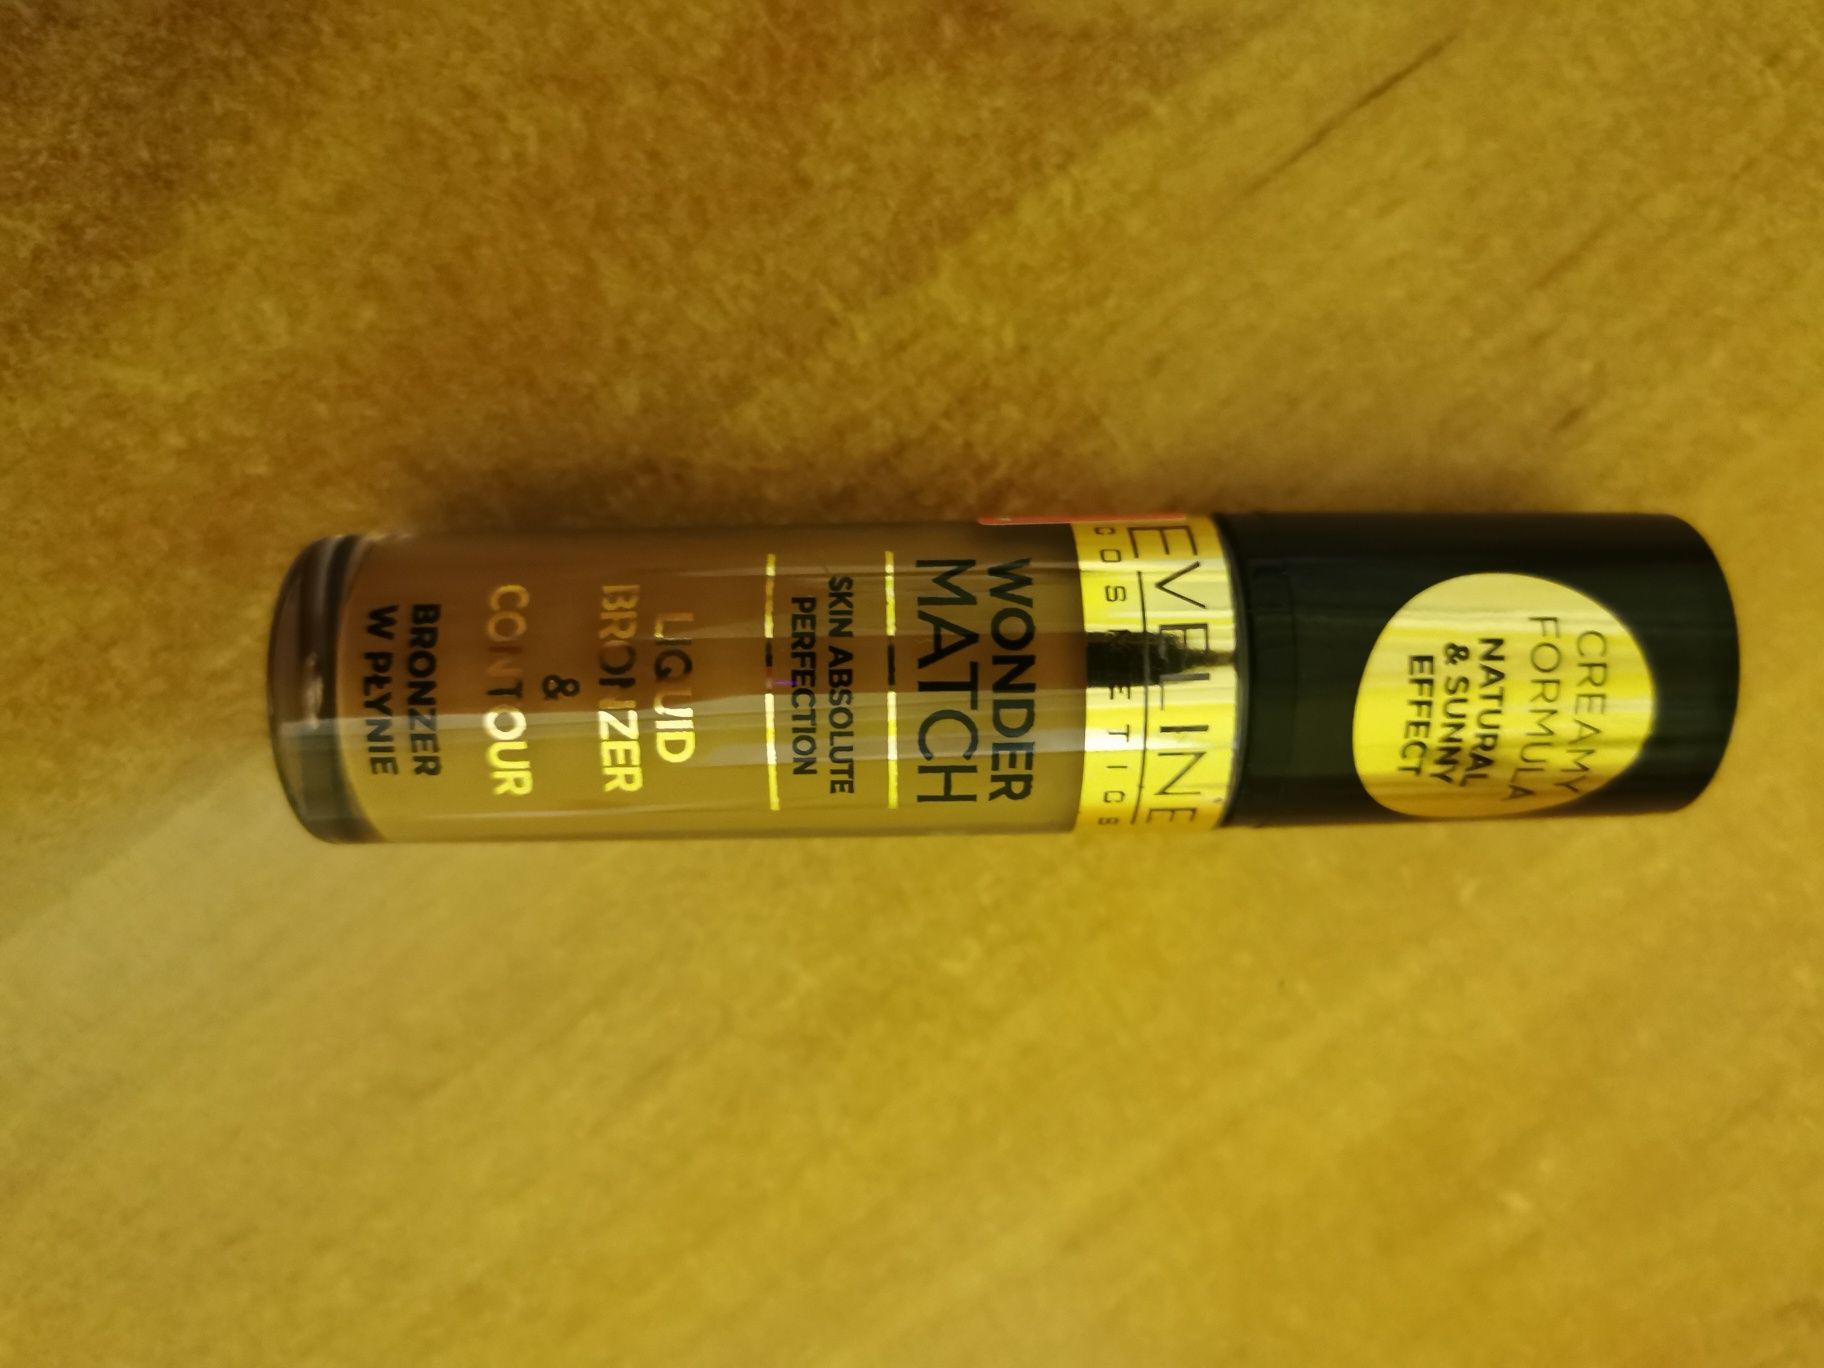 CREAMY
FORMULA
NATURAL
& SUNNY
EFFECT
EVELINE
COSMETICS
WONDER
MATCH
SKIN ABSOLUTE
PERFECTION
LIQUID
BRONZER
&
CONTOUR
BRONZER
W PŁYNIE